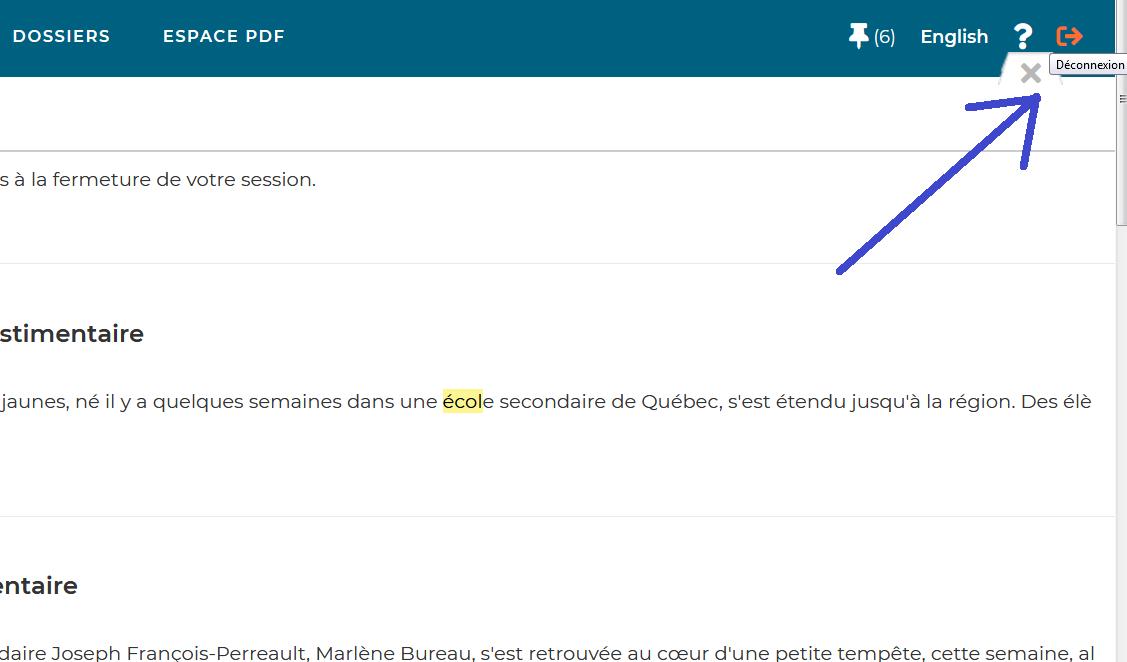 DOSSIERS ESPACE PDF (6) English ?
Déconnexion
s à la fermeture de votre session.
stimentaire
jaunes, né il y a quelques semaines dans une école secondaire de Québec, s'est étendu jusqu'à la région. Des élè
entaire
daire Joseph François-Perreault, Marlène Bureau, s'est retrouvée au cœur d'une petite tempête, cette semaine, al